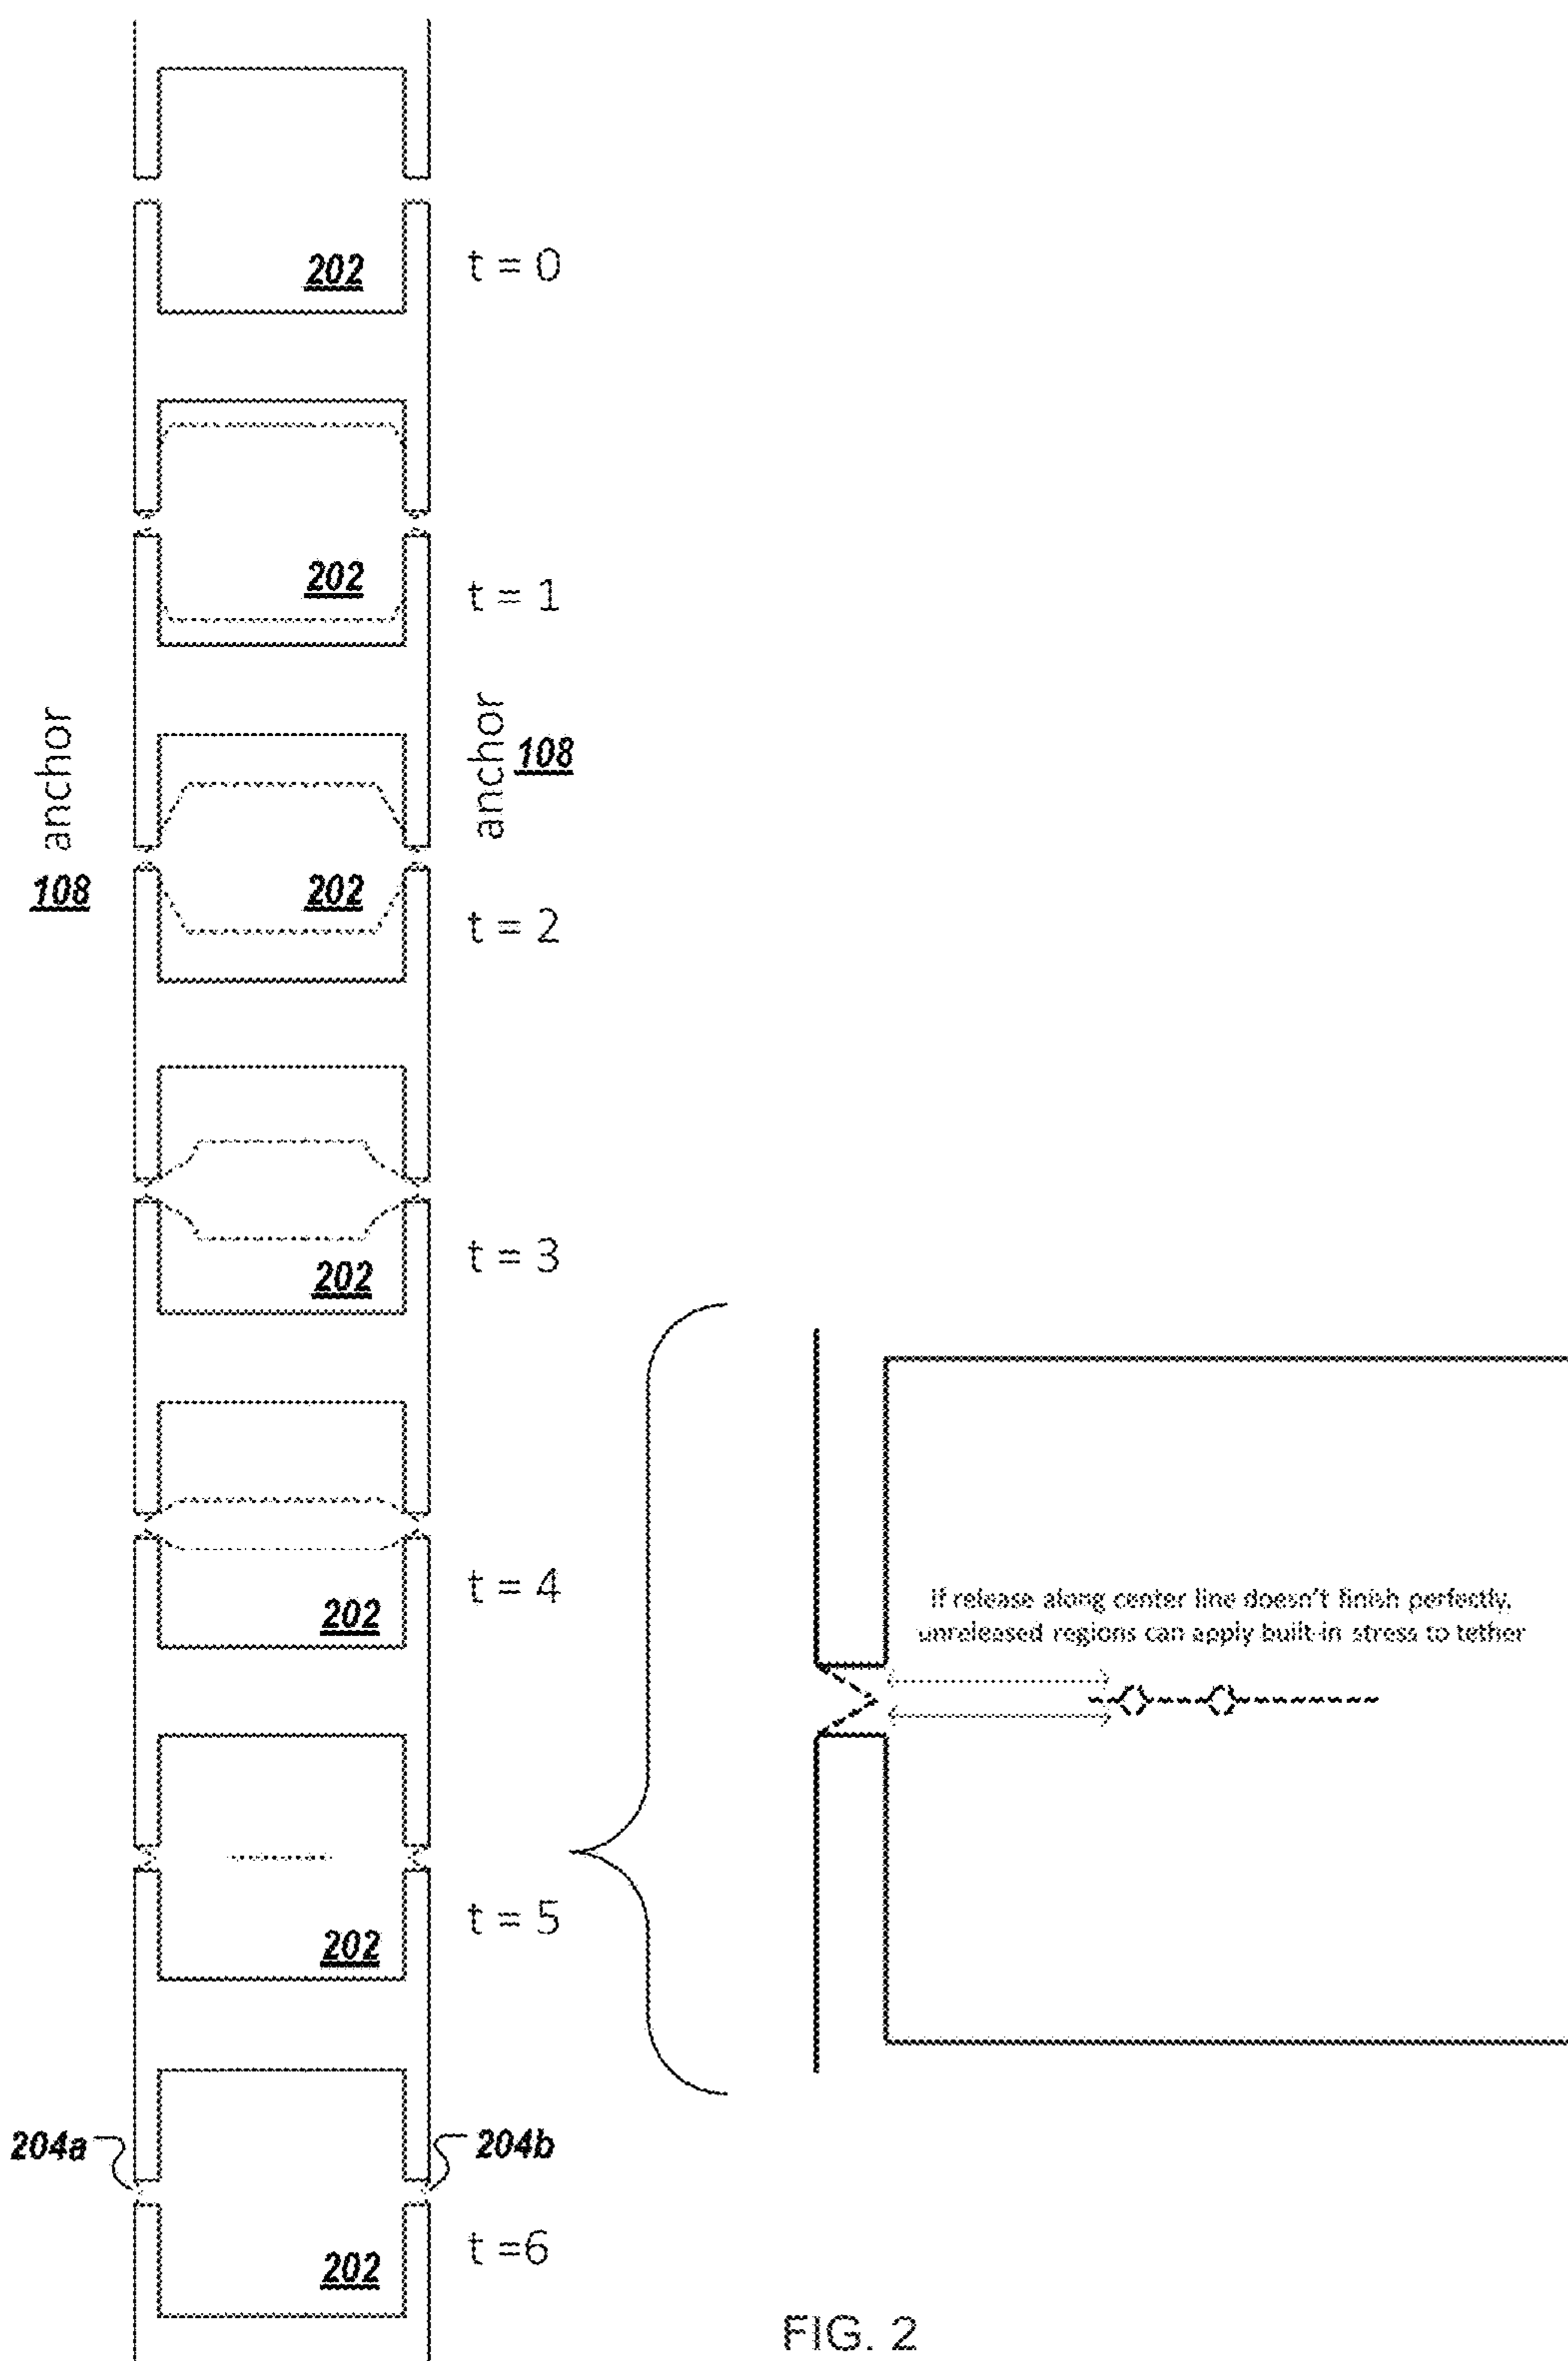 202
t = 0
202
t = 1
anchor
108
anchor
108
202
t = 2
202
t = 3
202
t = 4
If release along center line doesn't finish perfectly,
unreleased regions can apply built-in stress to tether
202
t = 5
204a
204b
202
t =6
FIG. 2